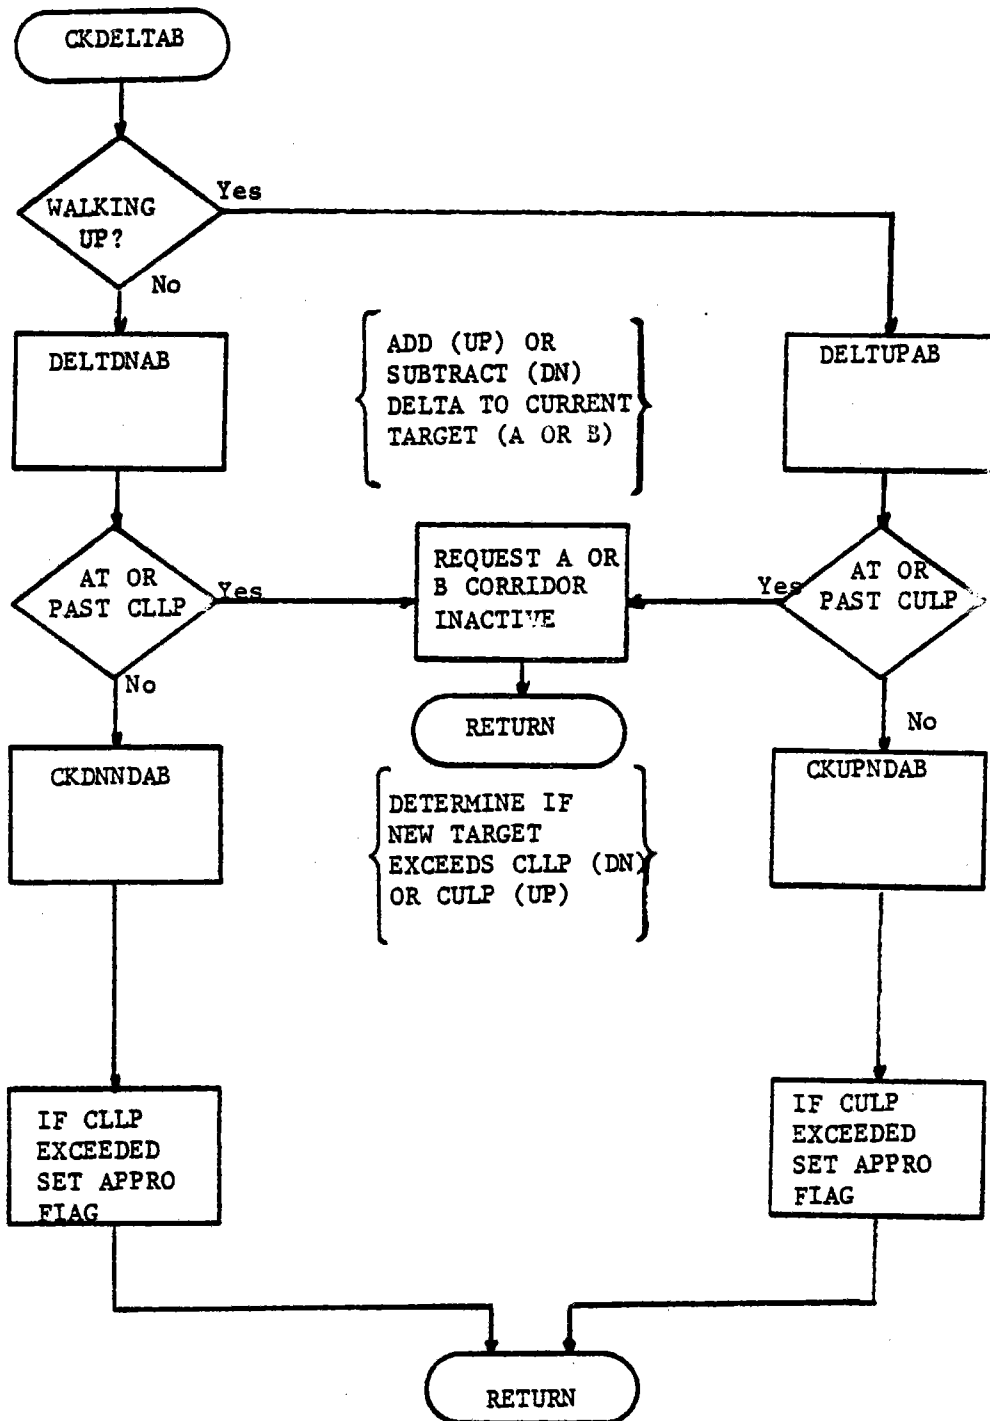 CKDELTAB
WALKING
UP?
Yes
No
DELTDNAB
ADD (UP) OR
SUBTRACT (DN)
DELTA TO CURRENT
TARGET (A OR B)
DELTUPAB
AT OR
PAST CLLP
Yes
No
REQUEST A OR
B CORRIDOR
INACTIVE
RETURN
AT OR
PAST CULP
Yes
No
CKDNNDAB
DETERMINE IF
NEW TARGET
EXCEEDS CLLP (DN)
OR CULP (UP)
CKUPNDAB
IF CLLP
EXCEEDED
SET APPRO
FIAG
IF CULP
EXCEEDED
SET APPRO
FIAG
RETURN